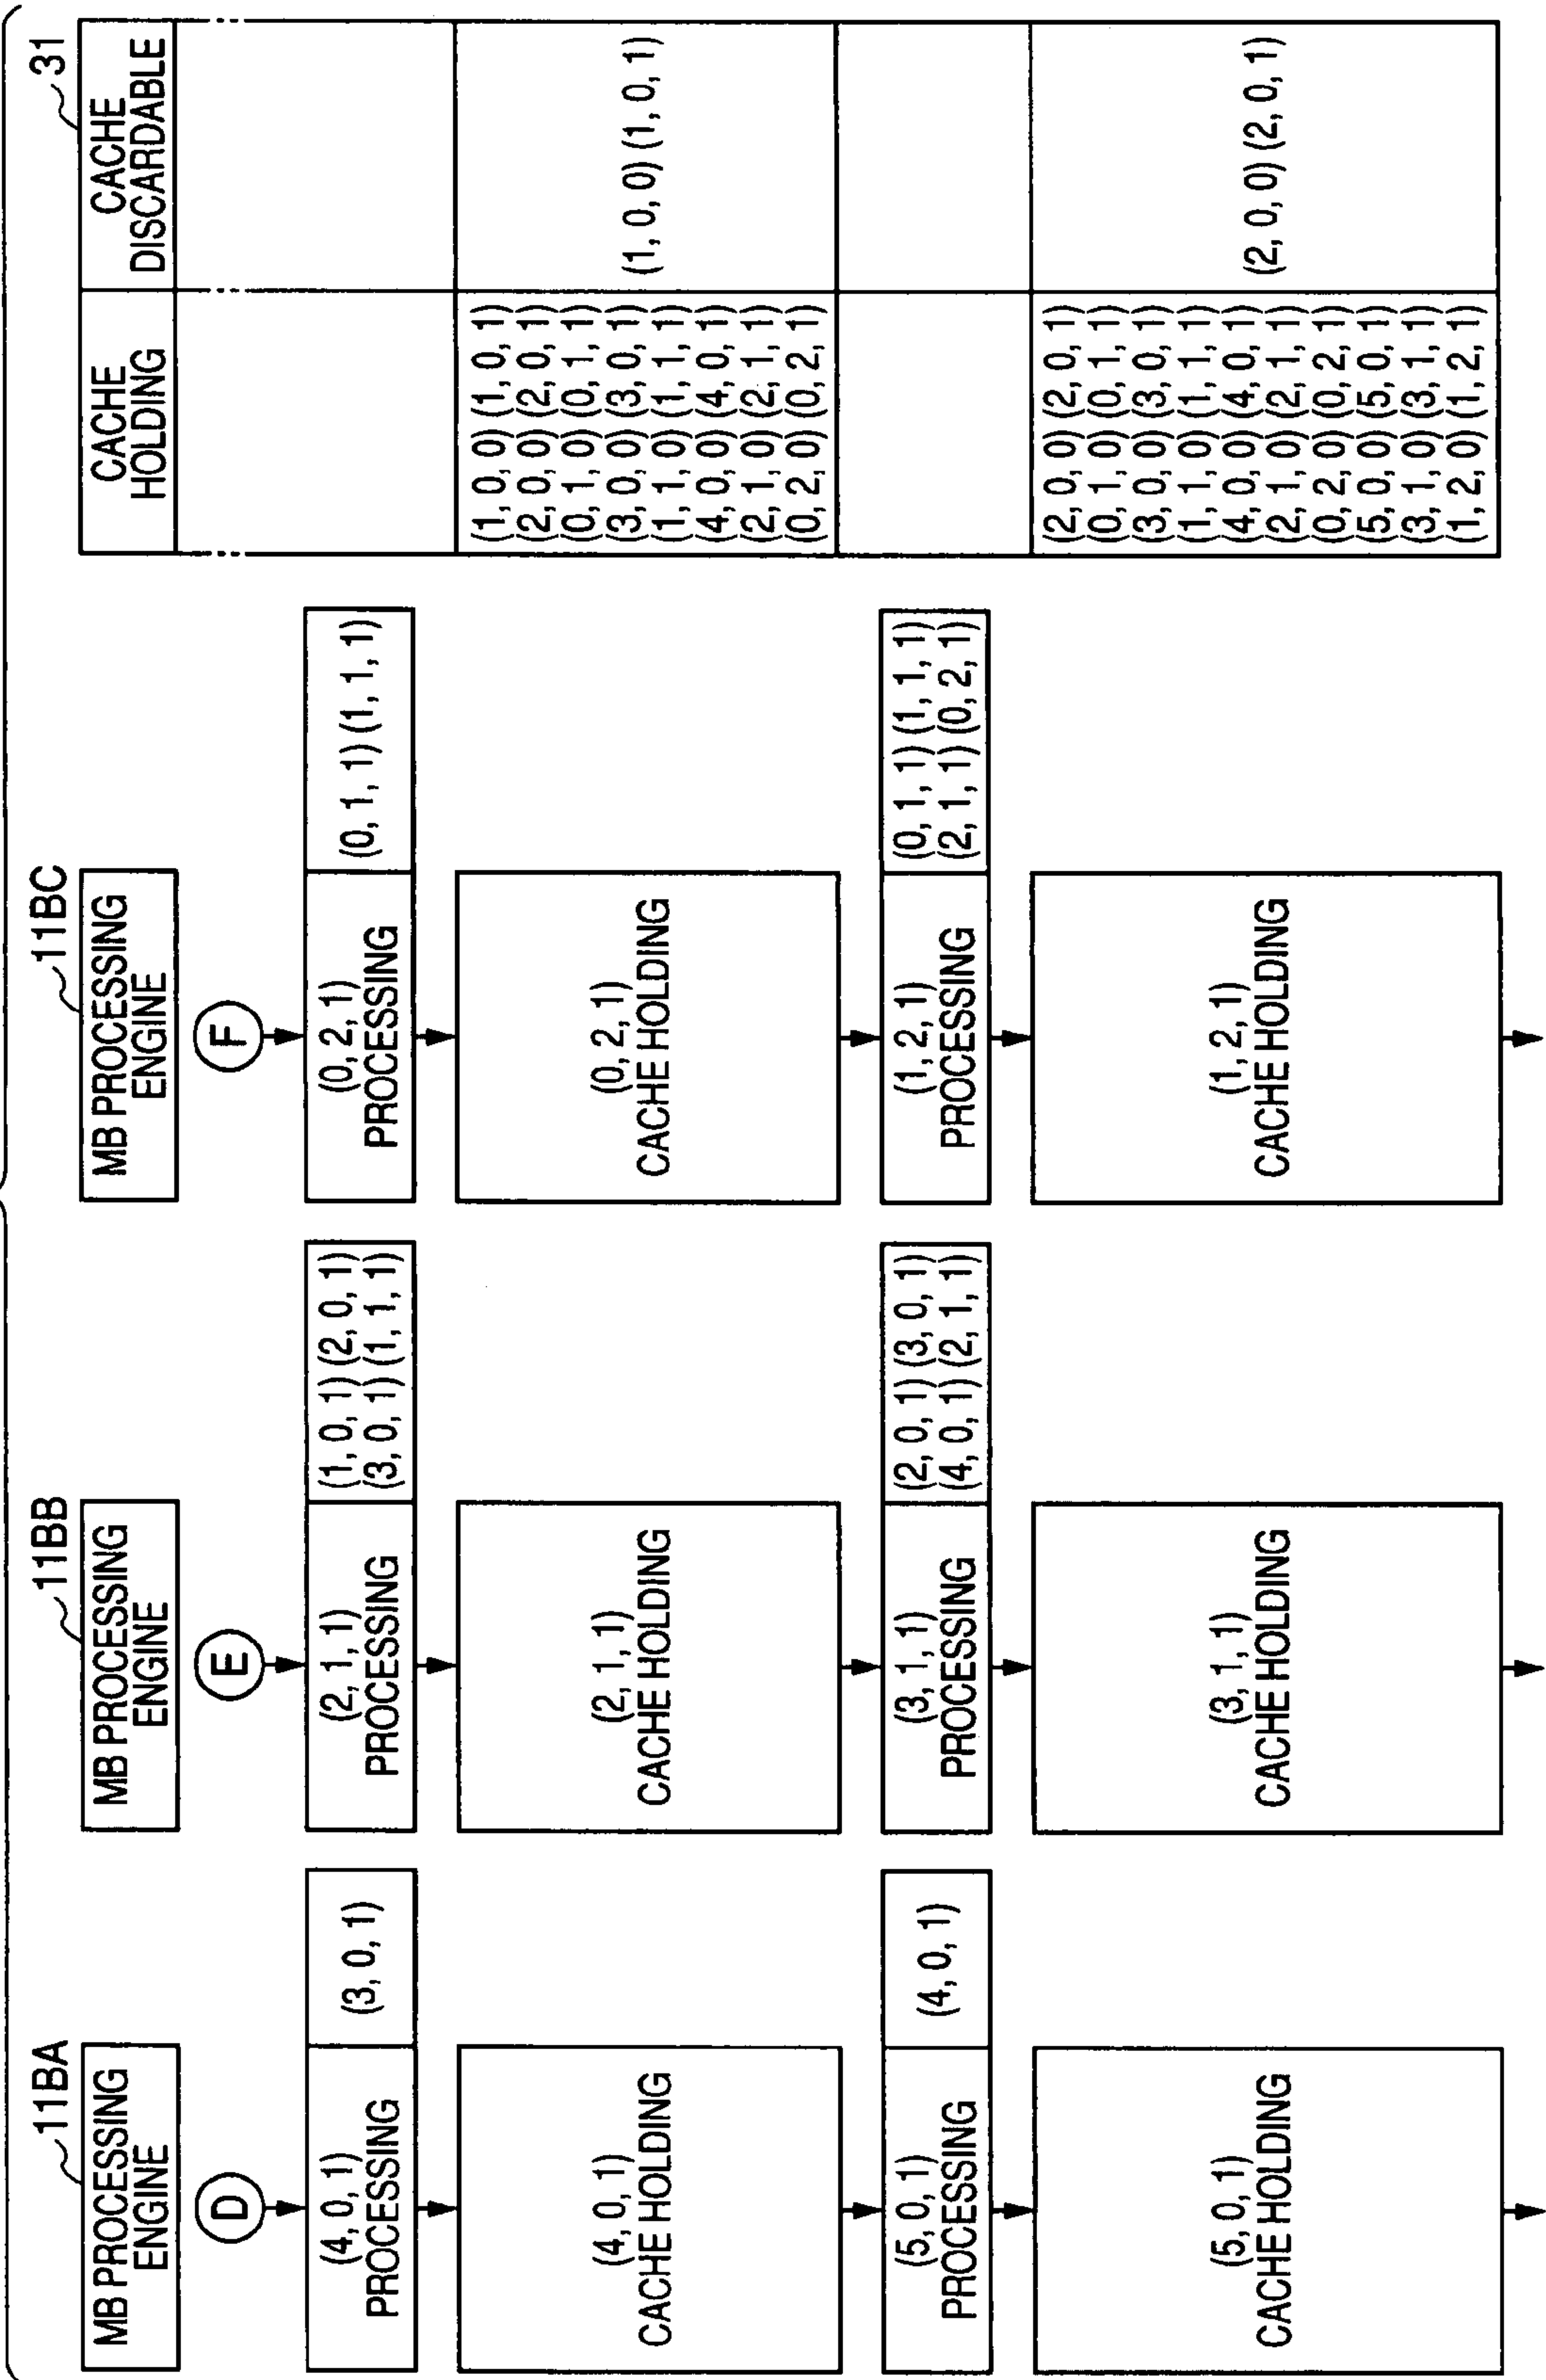 11BA
MB PROCESSING
ENGINE
D
(4, 0, 1)
PROCESSING
(3, 0, 1)
(4, 0, 1)
CACHE HOLDING
(5, 0, 1)
PROCESSING
(4, 0, 1)
(5, 0, 1)
CACHE HOLDING
11BB
MB PROCESSING
ENGINE
E
(2, 1, 1)
PROCESSING
(1, 0, 1) (2, 0, 1)
(3, 0, 1) (1, 1, 1)
(2, 1, 1)
CACHE HOLDING
(3, 1, 1)
PROCESSING
(2, 0, 1) (3, 0, 1)
(4, 0, 1) (2, 1, 1)
(3, 1, 1)
CACHE HOLDING
11BC
MB PROCESSING
ENGINE
F
(0, 2, 1)
PROCESSING
(0, 1, 1) (1, 1, 1)
(0, 2, 1)
CACHE HOLDING
(1, 2, 1)
PROCESSING
(0, 1, 1) (1, 1, 1)
(2, 1, 1) (0, 2, 1)
(1, 2, 1)
CACHE HOLDING
31
CACHE
HOLDING
CACHE
DISCARDABLE
(1, 0, 0) (1, 0, 1)
(2, 0, 0) (2, 0, 1)
(0, 1, 0) (0, 1, 1)
(3, 0, 0) (3, 0, 1)
(1, 1, 0) (1, 1, 1)
(4, 0, 0) (4, 0, 1)
(2, 1, 0) (2, 1, 1)
(0, 2, 0) (0, 2, 1)
(1, 0, 0) (1, 0, 1)
(2, 0, 0) (2, 0, 1)
(0, 1, 0) (0, 1, 1)
(3, 0, 0) (3, 0, 1)
(1, 1, 0) (1, 1, 1)
(4, 0, 0) (4, 0, 1)
(2, 1, 0) (2, 1, 1)
(0, 2, 0) (0, 2, 1)
(5, 0, 0) (5, 0, 1)
(3, 1, 0) (3, 1, 1)
(1, 2, 0) (1, 2, 1)
(2, 0, 0) (2, 0, 1)